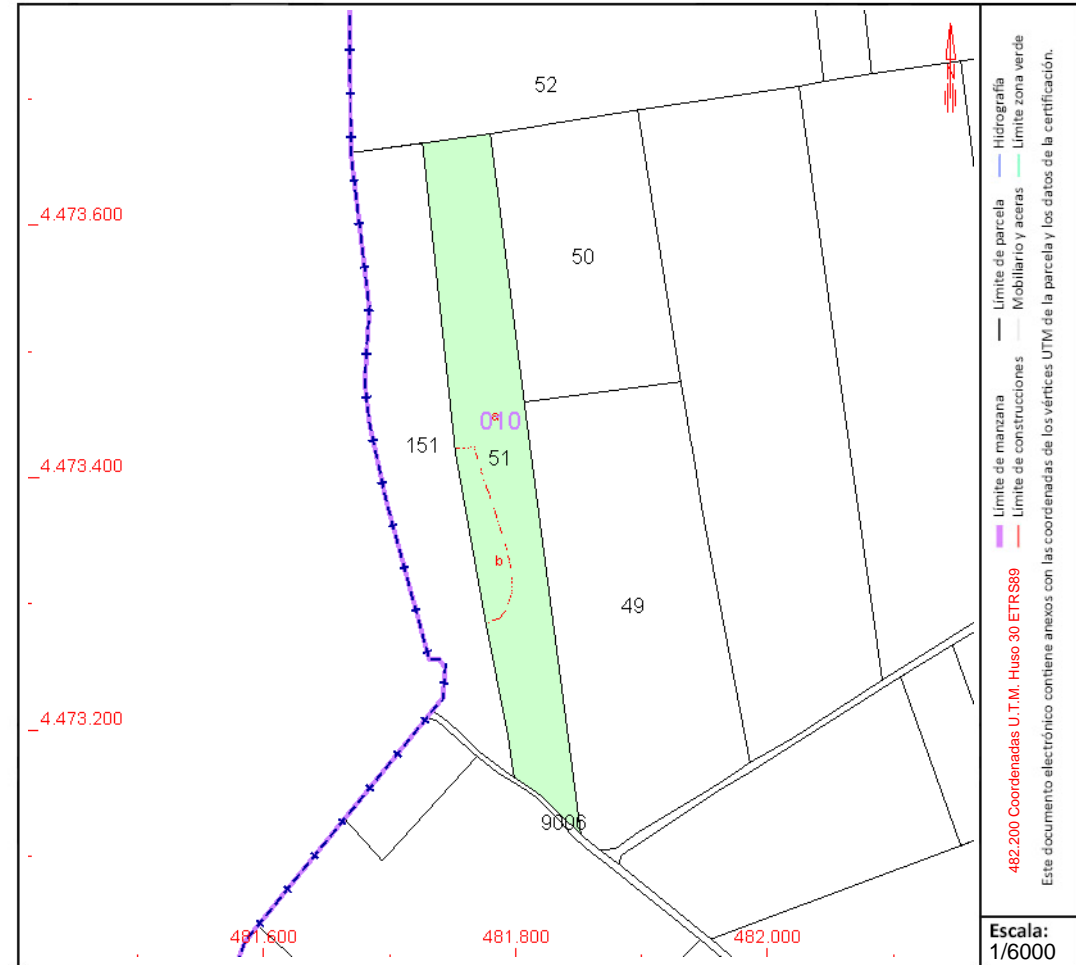 52
N
4.473.600
50
010
a
151
51
4.473.400
b
49
4.473.200
9006
481.600
481.800
482.000
Hidrografía
Límite zona verde
Límite de parcela
Mobiliario y aceras
Límite de manzana
Límite de construcciones
482.200 Coordenadas U.T.M. Huso 30 ETRS89
Este documento electrónico contiene anexos con las coordenadas de los vértices UTM de la parcela y los datos de la certificación.
Escala:
1/6000